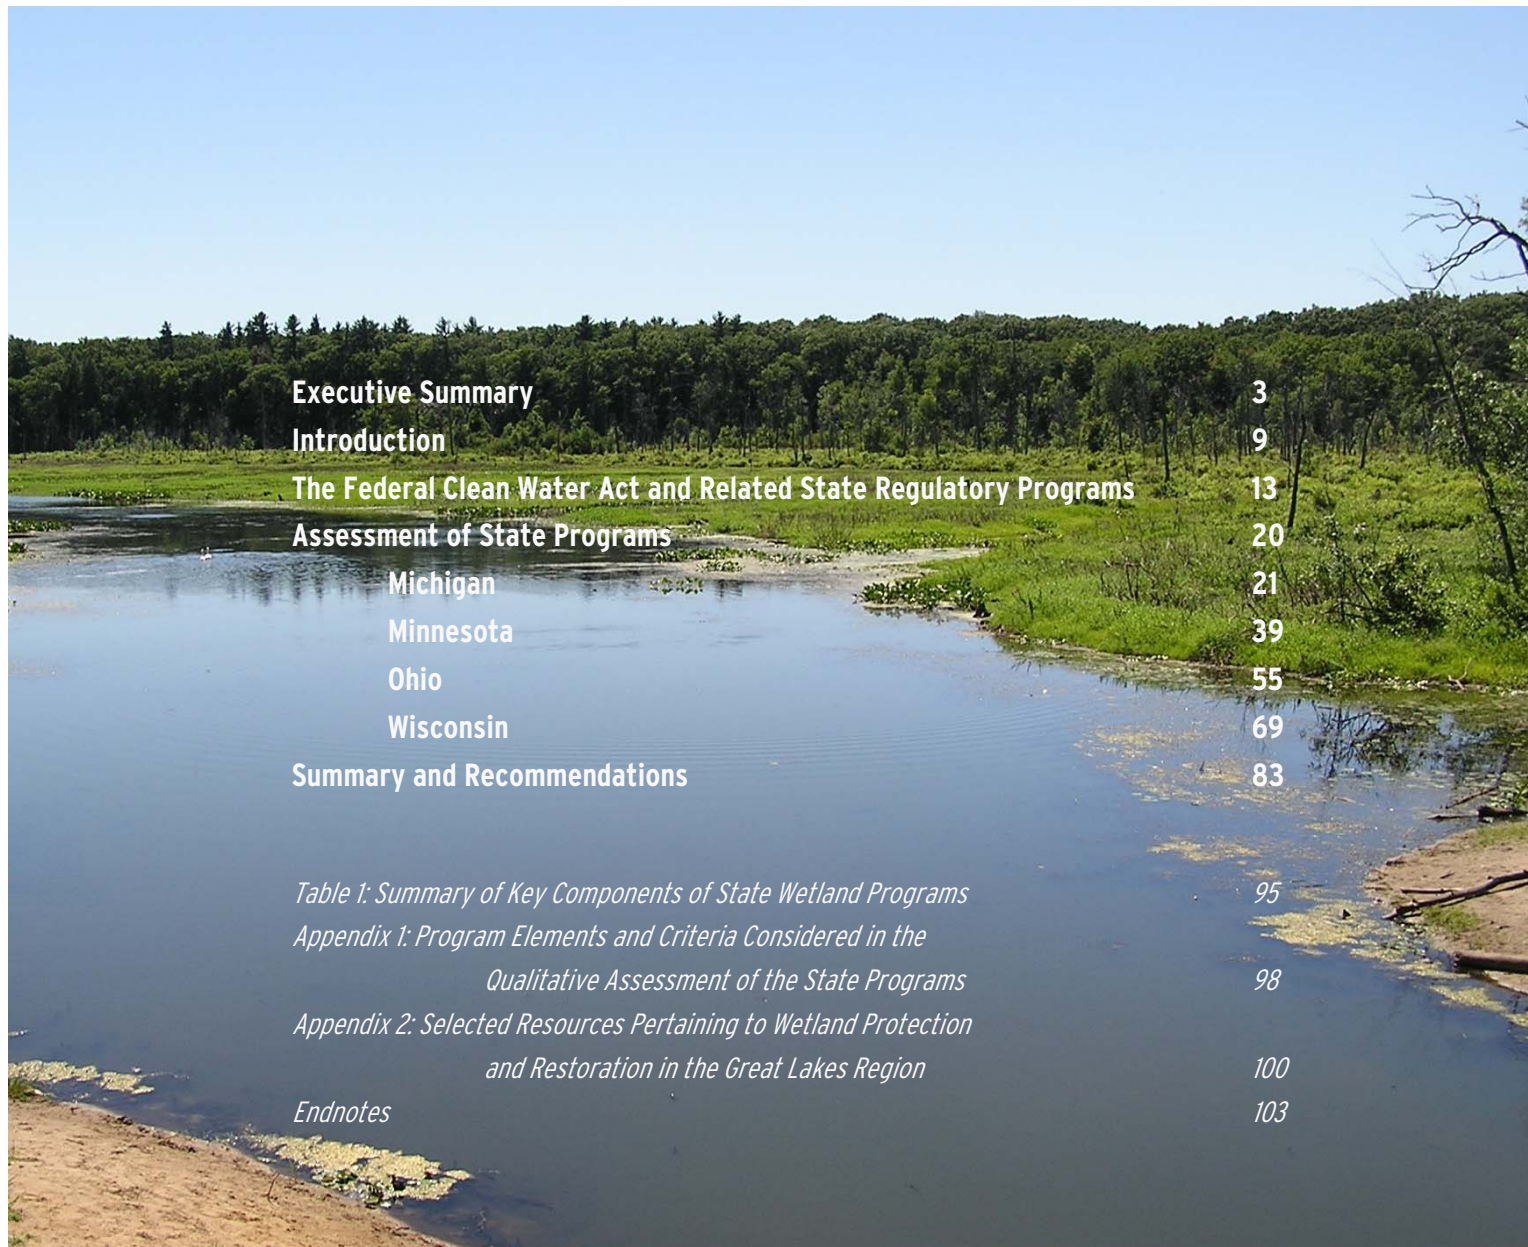 Executive Summary 3
Introduction 9
The Federal Clean Water Act and Related State Regulatory Programs 13
Assessment of State Programs 20
Michigan 21
Minnesota 39
Ohio 55
Wisconsin 69
Summary and Recommendations 83
Table 1: Summary of Key Components of State Wetland Programs 95
Appendix 1: Program Elements and Criteria Considered in the
Qualitative Assessment of the State Programs 98
Appendix 2: Selected Resources Pertaining to Wetland Protection
and Restoration in the Great Lakes Region 100
Endnotes 103